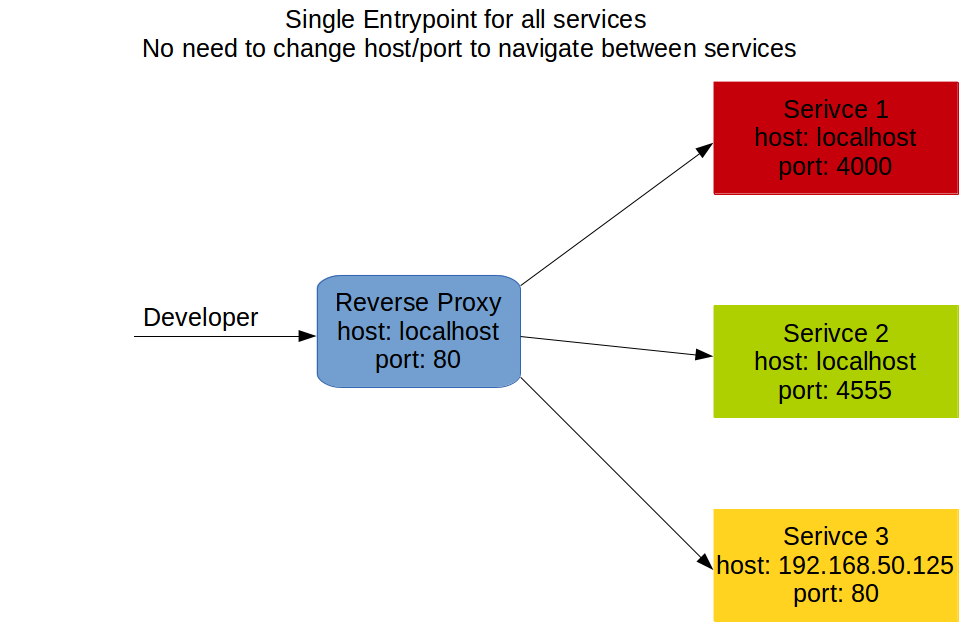 Single Entrypoint for all services
No need to change host/port to navigate between services
Serivce 1
host: localhost
port: 4000
Developer
Reverse Proxy
host: localhost
port: 80
Serivce 2
host: localhost
port: 4555
Serivce 3
host: 192.168.50.125
port: 80